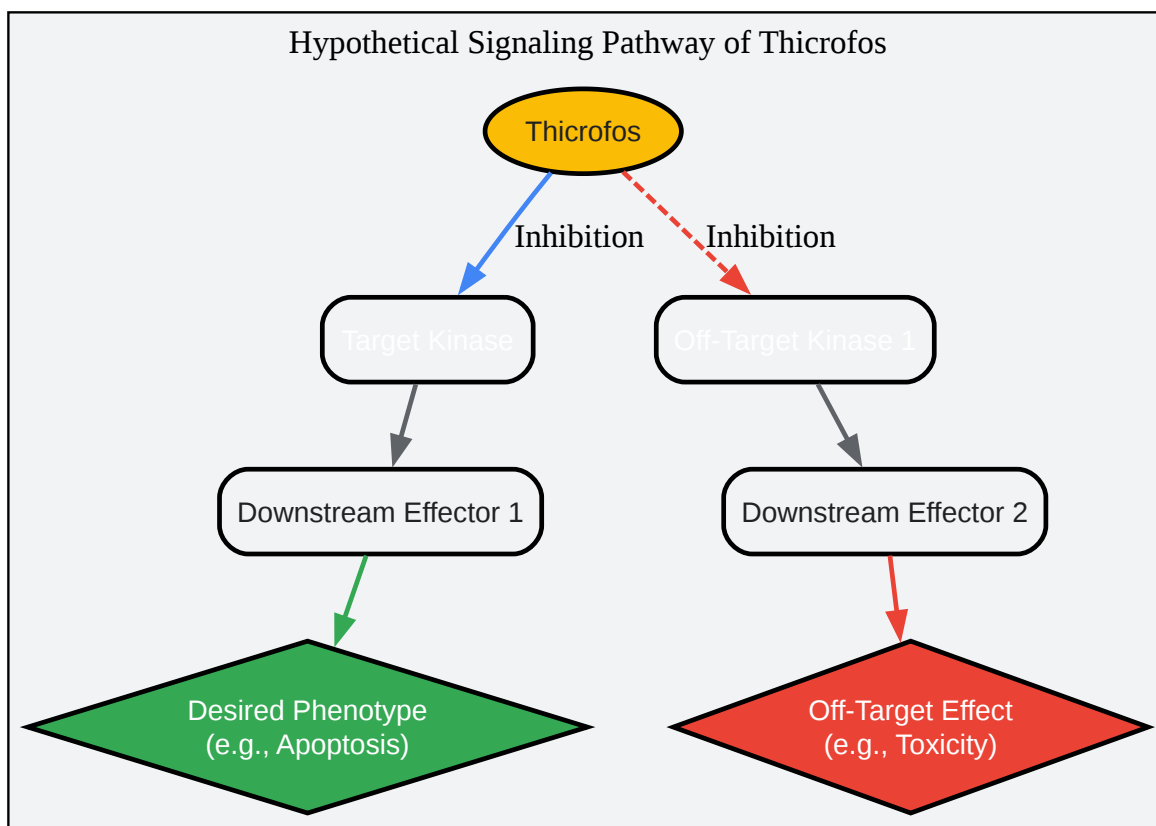 Hypothetical Signaling Pathway of Thicrofos
Thicrofos
Inhibition
Inhibition
Target Kinase
Off-Target Kinase 1
Downstream Effector 1
Downstream Effector 2
Desired Phenotype
(e.g., Apoptosis)
Off-Target Effect
(e.g., Toxicity)